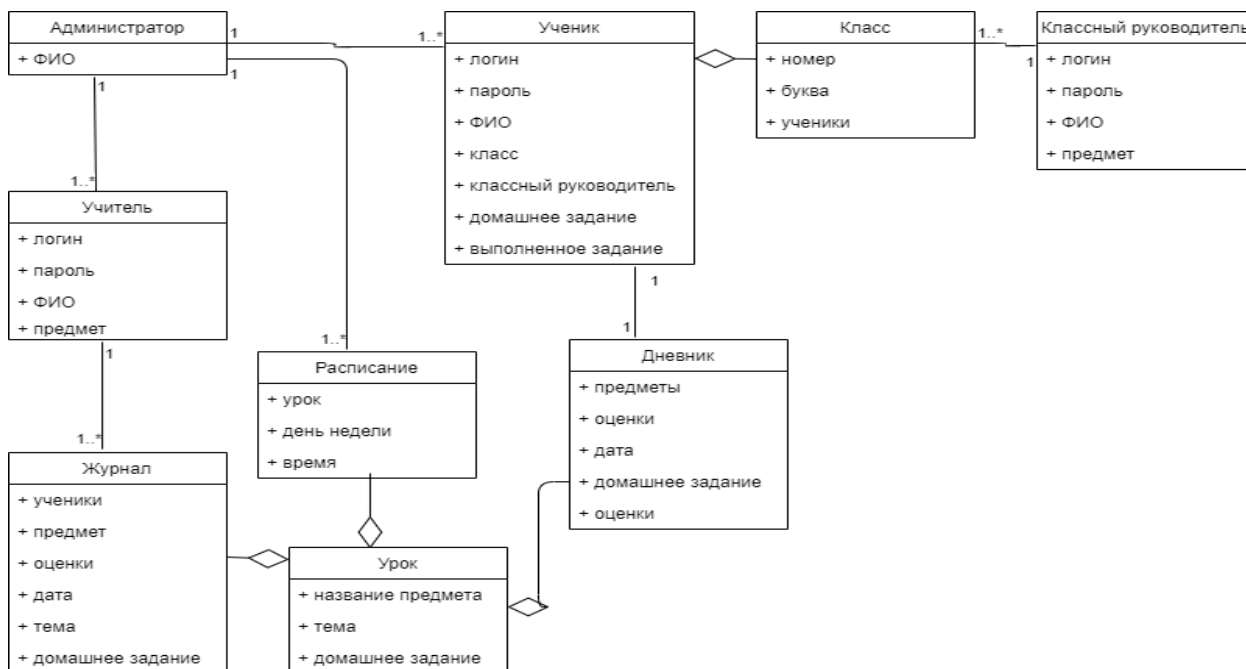 Администратор
+ ФИО
1
1
1
1..*
Ученик
+ логин
+ пароль
+ ФИО
+ класс
+ классный руководитель
+ домашнее задание
+ выполненное задание
Класс
+ номер
+ буква
+ ученики
1..*
1
Классный руководитель
+ логин
+ пароль
+ ФИО
+ предмет
1..*
Учитель
+ логин
+ пароль
+ ФИО
+ предмет
1
1..*
1..*
Расписание
+ урок
+ день недели
+ время
1
1
Дневник
+ предметы
+ оценки
+ дата
+ домашнее задание
+ оценки
Журнал
+ ученики
+ предмет
+ оценки
+ дата
+ тема
+ домашнее задание
Урок
+ название предмета
+ тема
+ домашнее задание